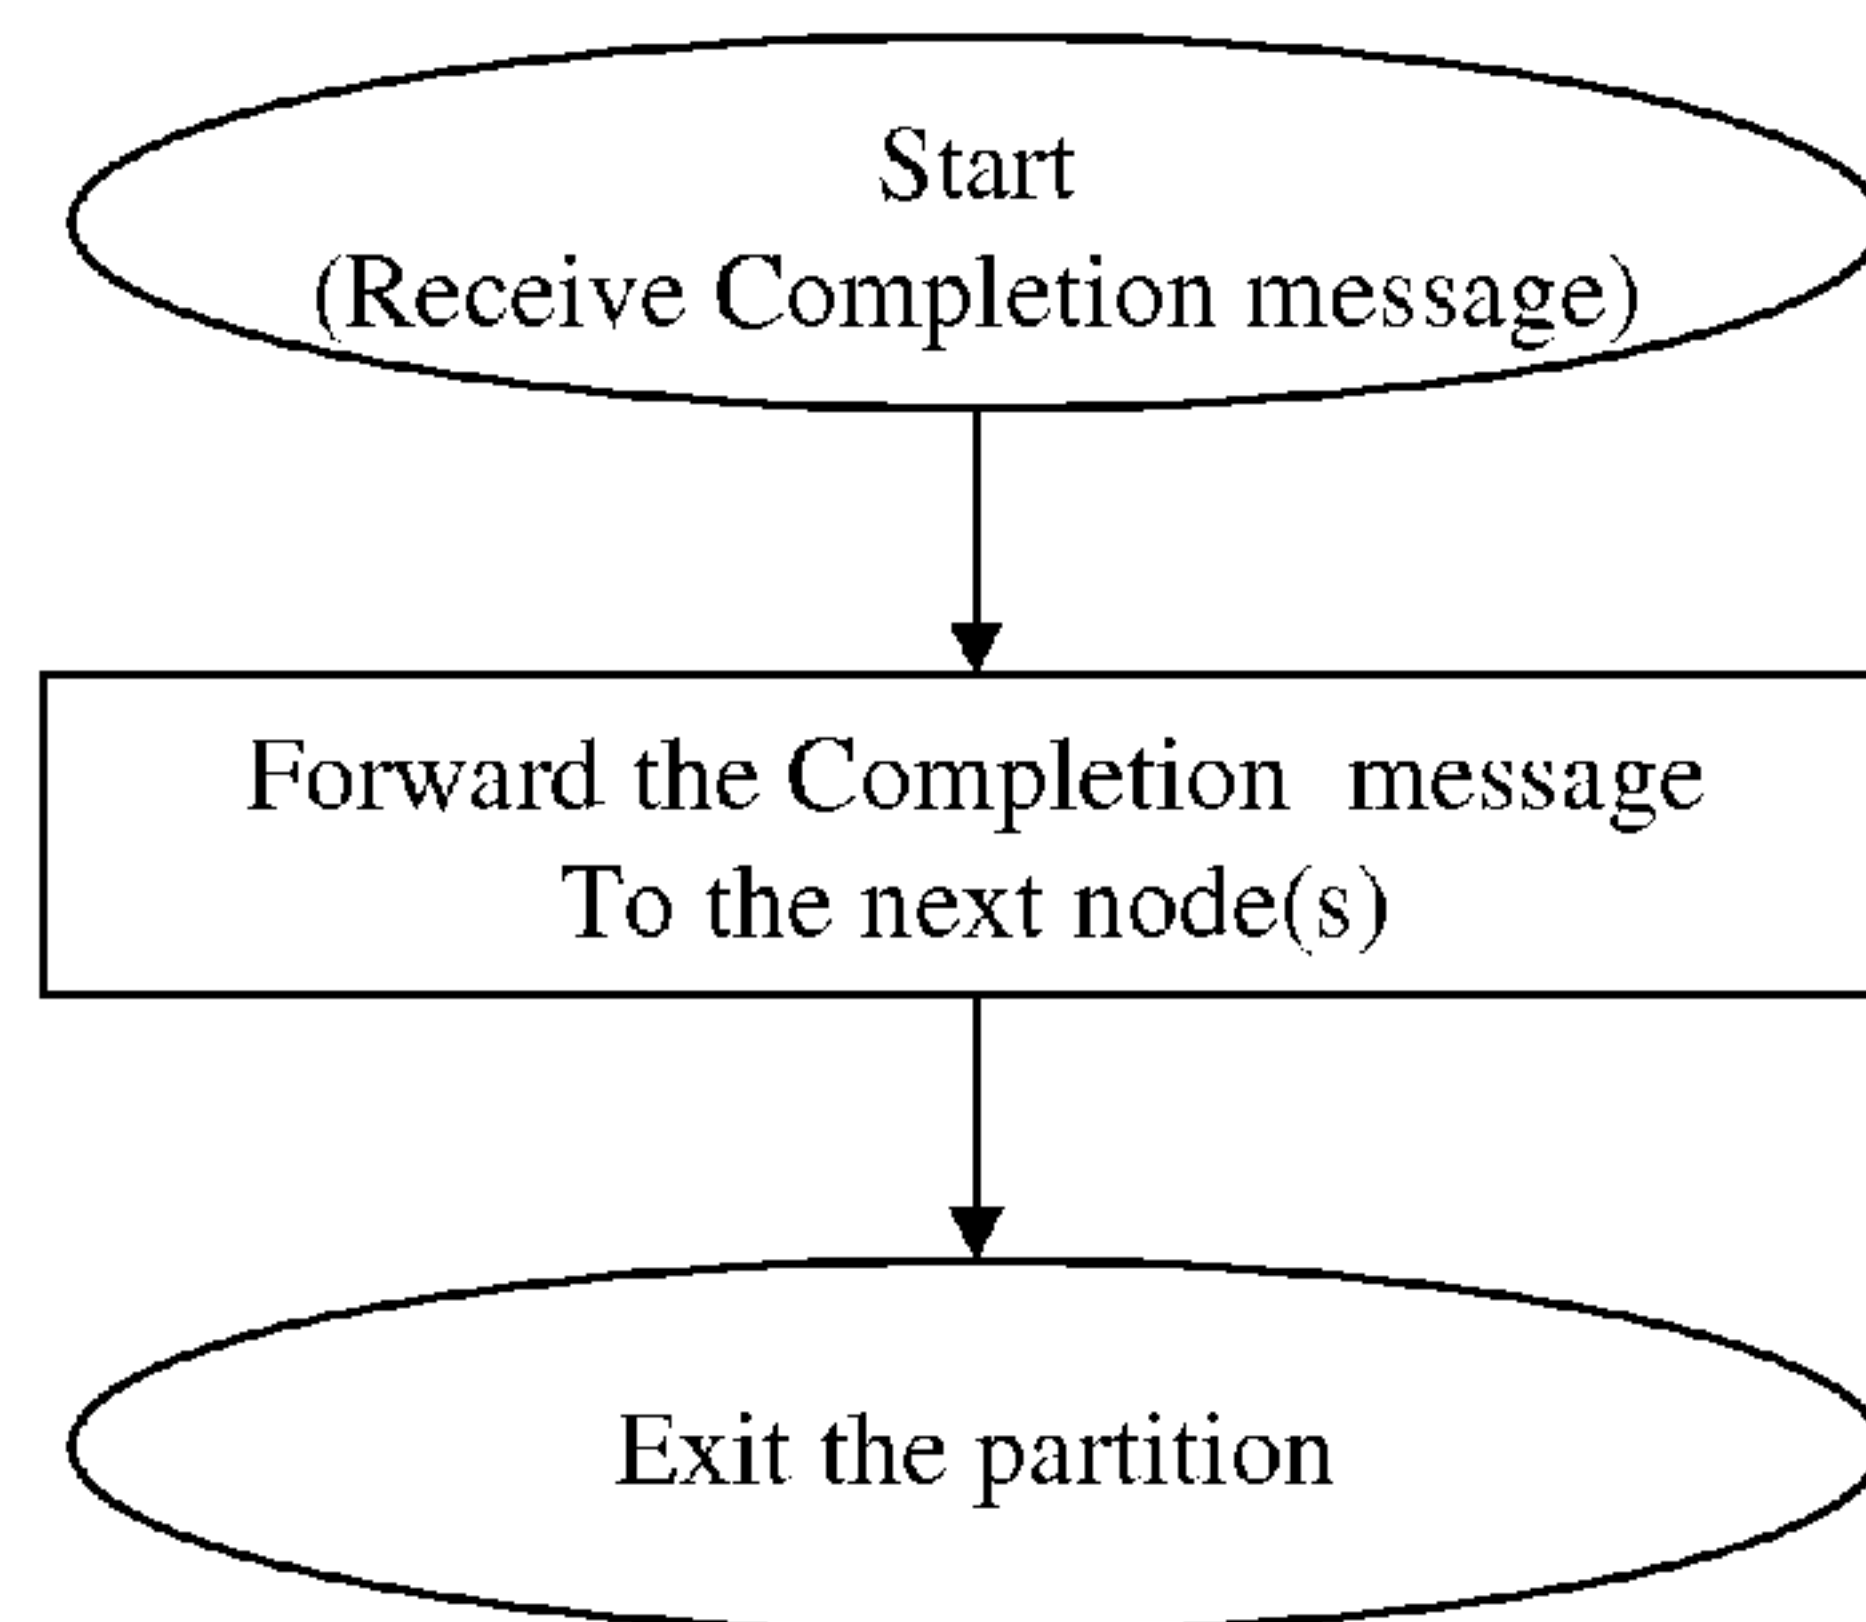 Start
(Receive Completion message)
Forward the Completion message
To the next node(s)
Exit the partition